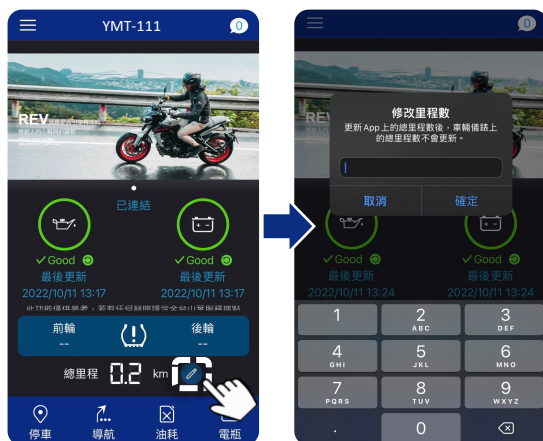 YMT-111
0
REV
已連結
Good
Good
最後更新
最後更新
2022/10/11 13:17
2022/10/11 13:17
前輪
後輪
--
--
總里程 0.2 km
停車
導航
油耗
電瓶
0
REV
修改里程數
更新 App 上的總里程數後，車輛儀錶上
的總里程數不會更新。
取消
確定
Good
Good
最後更新
最後更新
2022/10/11 13:24
2022/10/11 13:24
1
2
ABC
3
DEF
4
GHI
5
JKL
6
MNO
7
PQRS
8
TUV
9
WXYZ
.
0